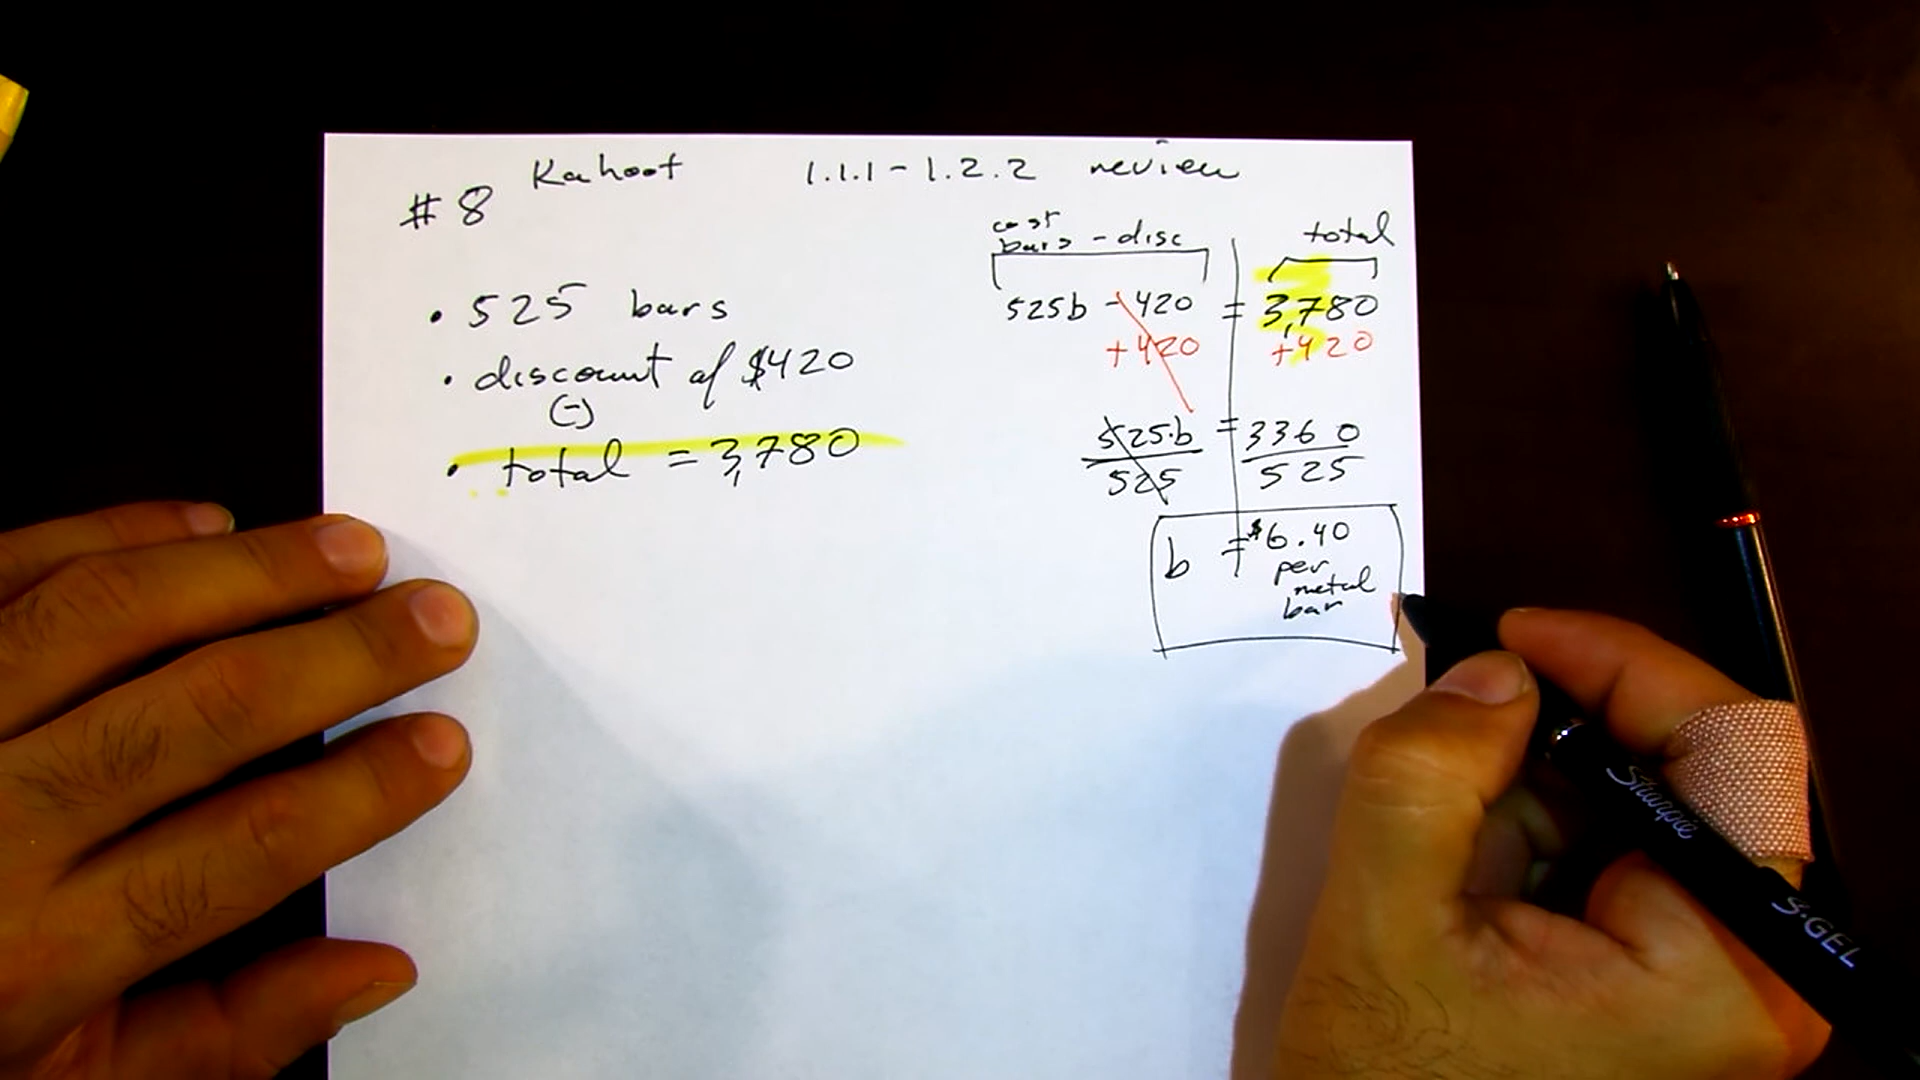 Kahoot 1.1.1 - 1.2.2 review
# 8
• 525 bars
• discount of $420
(-)
• total = 3,780
cost
bars - disc
total
525b - 420 = 3,780
+420 +420
525·b = 3360
525 525
b = $6.40
per
metal
bar
Sharpie
S·GEL